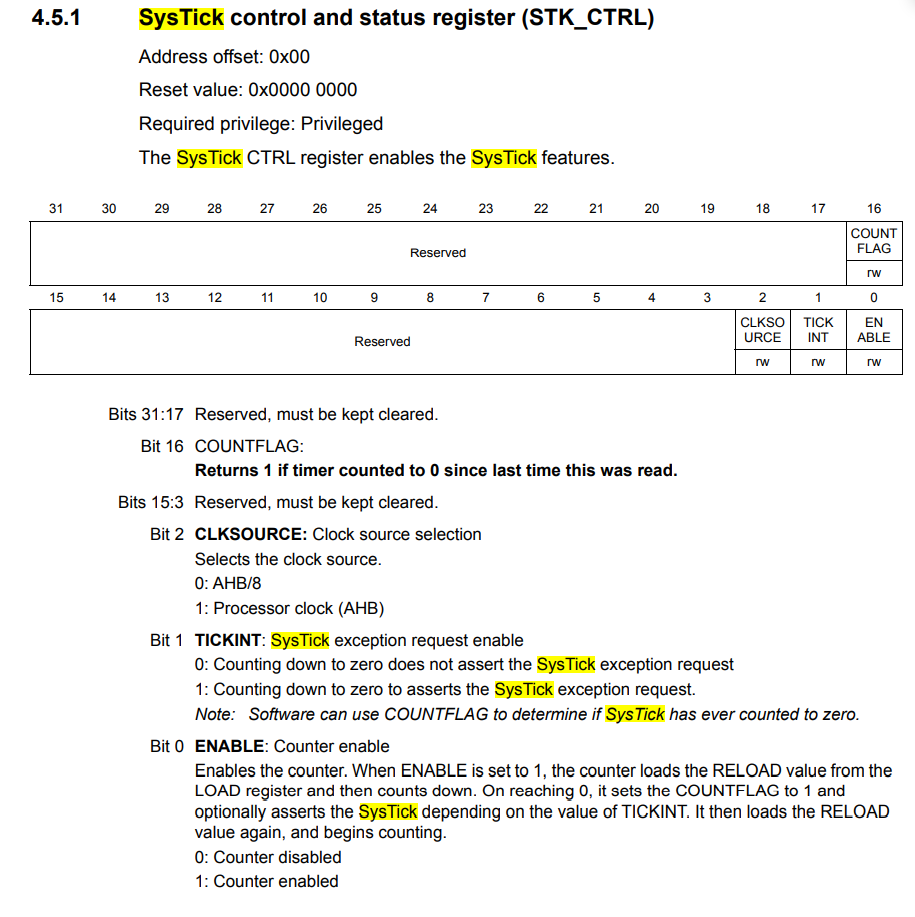 4.5.1 SysTick control and status register (STK_CTRL)
Address offset: 0x00
Reset value: 0x0000 0000
Required privilege: Privileged
The SysTick CTRL register enables the SysTick features.
31 30 29 28 27 26 25 24 23 22 21 20 19 18 17 16
Reserved
COUNT
FLAG
rw
15 14 13 12 11 10 9 8 7 6 5 4 3 2 1 0
Reserved
CLKSO
URCE
TICK
INT
EN
ABLE
rw rw rw
Bits 31:17 Reserved, must be kept cleared.
Bit 16 COUNTFLAG:
Returns 1 if timer counted to 0 since last time this was read.
Bits 15:3 Reserved, must be kept cleared.
Bit 2 CLKSOURCE: Clock source selection
Selects the clock source.
0: AHB/8
1: Processor clock (AHB)
Bit 1 TICKINT: SysTick exception request enable
0: Counting down to zero does not assert the SysTick exception request
1: Counting down to zero to asserts the SysTick exception request.
Note: Software can use COUNTFLAG to determine if SysTick has ever counted to zero.
Bit 0 ENABLE: Counter enable
Enables the counter. When ENABLE is set to 1, the counter loads the RELOAD value from the
LOAD register and then counts down. On reaching 0, it sets the COUNTFLAG to 1 and
optionally asserts the SysTick depending on the value of TICKINT. It then loads the RELOAD
value again, and begins counting.
0: Counter disabled
1: Counter enabled